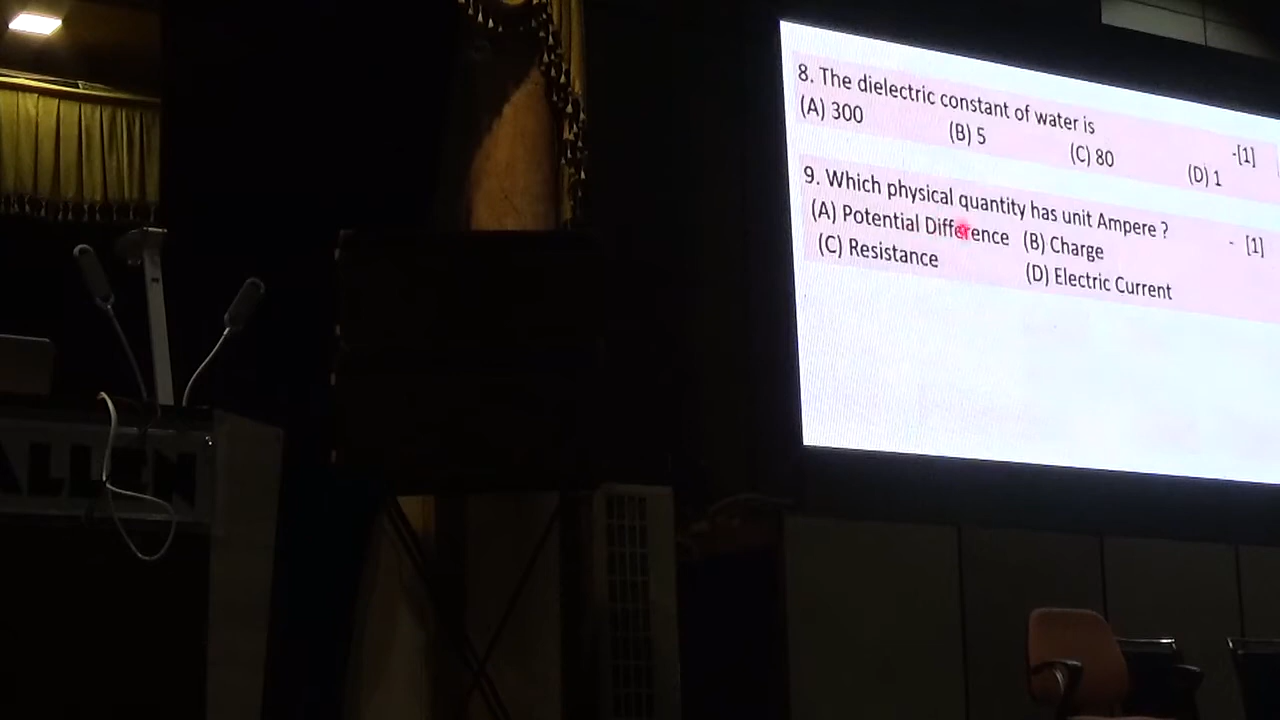 8. The dielectric constant of water is -[1]
(A) 300 (B) 5 (C) 80 (D) 1
9. Which physical quantity has unit Ampere ? - [1]
(A) Potential Difference (B) Charge
(C) Resistance (D) Electric Current
ALLEN